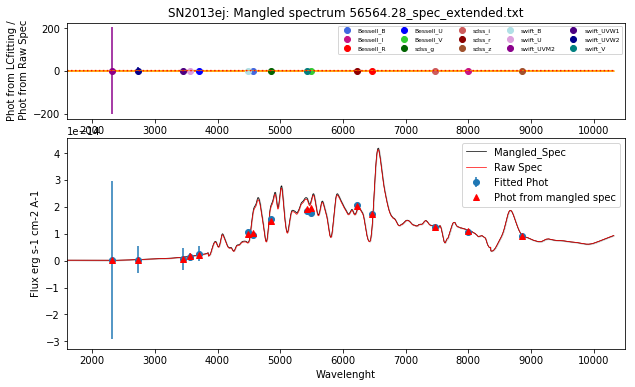 SN2013ej: Mangled spectrum 56564.28_spec_extended.txt
Phot from LCfitting /
Phot from Raw Spec
200
0
−200
Bessell_B
Bessell_I
Bessell_R
Bessell_U
Bessell_V
sdss_g
sdss_i
sdss_r
sdss_z
swift_B
swift_U
swift_UVM2
swift_UVW1
swift_UVW2
swift_V
2000 3000 4000 5000 6000 7000 8000 9000 10000
1e−14
Flux erg s-1 cm-2 A-1
4
3
2
1
0
−1
−2
−3
Mangled_Spec
Raw Spec
Fitted Phot
Phot from mangled spec
2000 3000 4000 5000 6000 7000 8000 9000 10000
Wavelenght